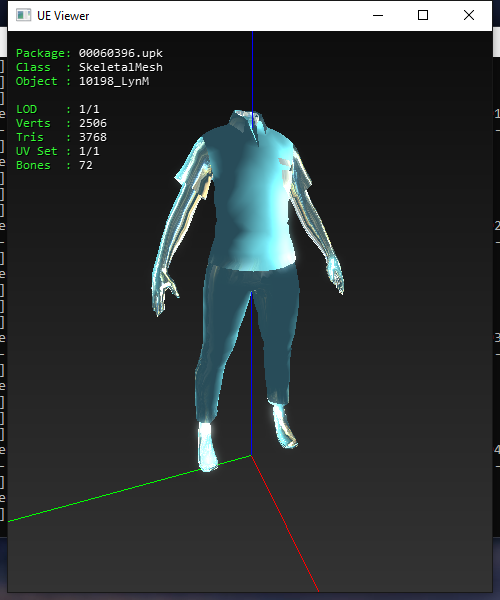 UE Viewer
Package: 00060396.upk
Class  : SkeletalMesh
Object : 10198_LynM
LOD    : 1/1
Verts  : 2506
Tris   : 3768
UV Set : 1/1
Bones  : 72